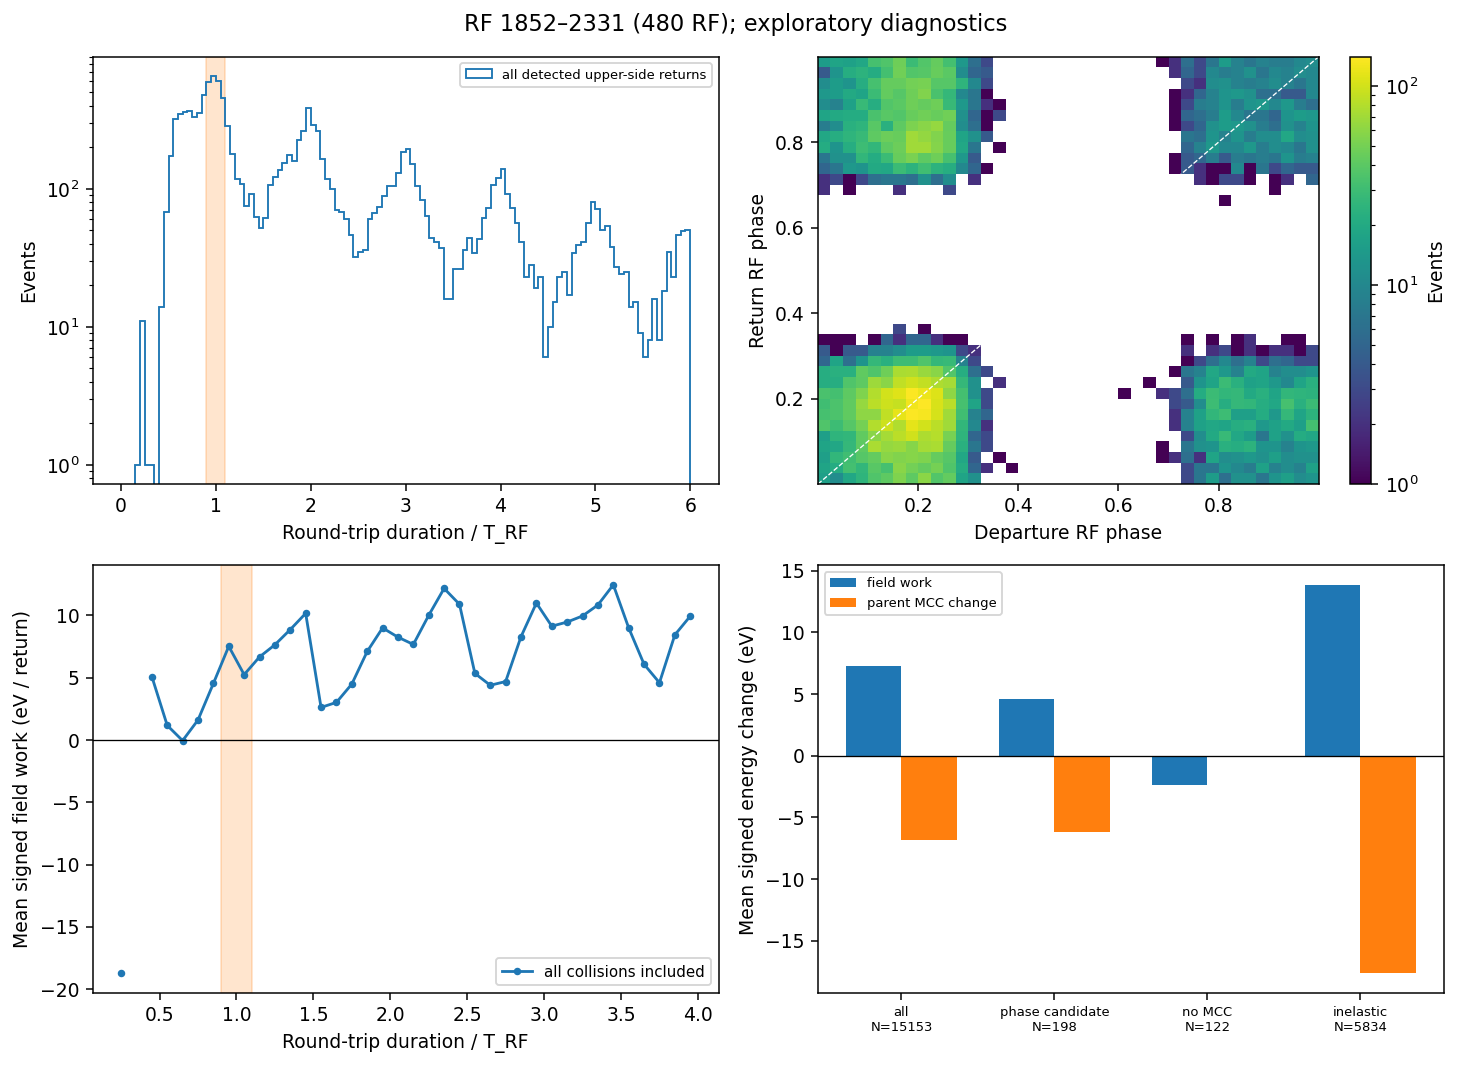 RF 1852–2331 (480 RF); exploratory diagnostics
all detected upper-side returns
Events
10²
10¹
10⁰
0 1 2 3 4 5 6
Round-trip duration / T_RF
Return RF phase
0.8
0.6
0.4
0.2
0.2 0.4 0.6 0.8
Departure RF phase
10²
10¹
10⁰
Events
Mean signed field work (eV / return)
10
5
0
−5
−10
−15
−20
all collisions included
0.5 1.0 1.5 2.0 2.5 3.0 3.5 4.0
Round-trip duration / T_RF
Mean signed energy change (eV)
15
10
5
0
−5
−10
−15
field work
parent MCC change
all
N=15153
phase candidate
N=198
no MCC
N=122
inelastic
N=5834